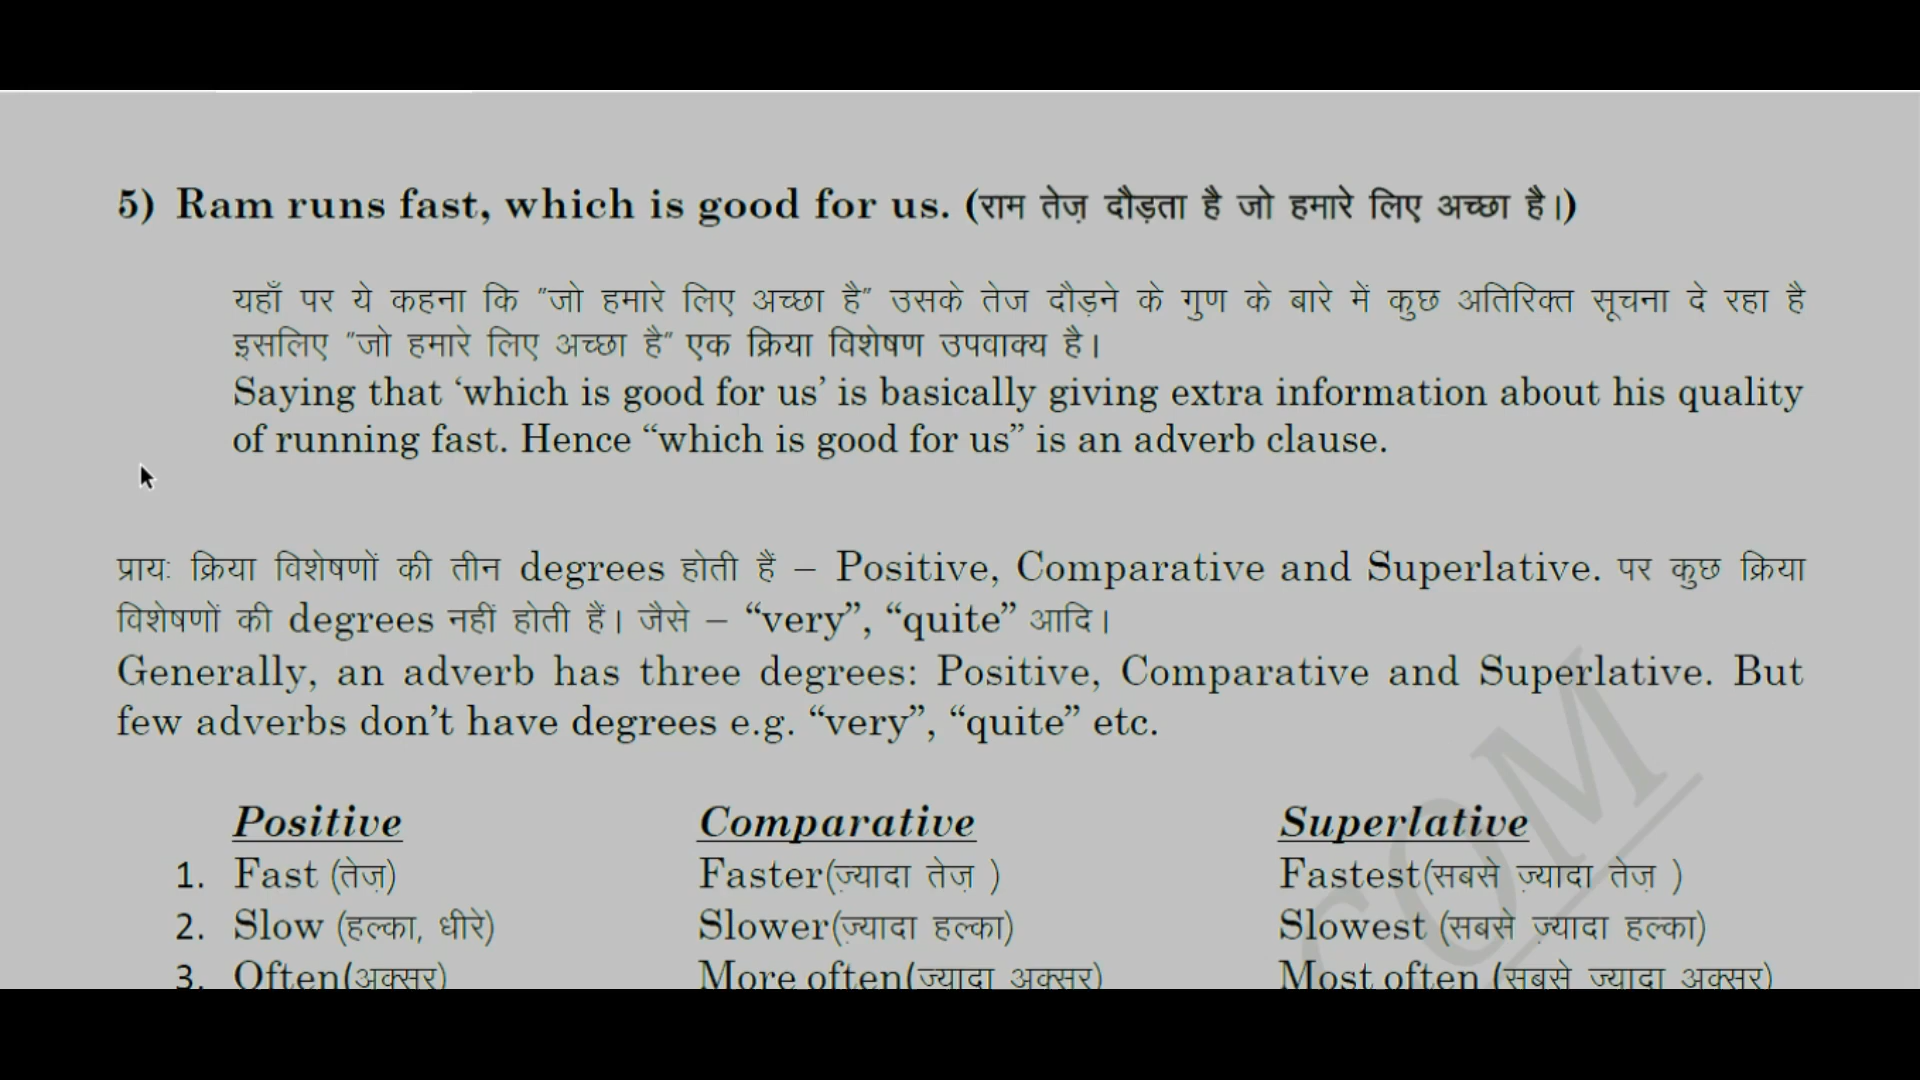 5) Ram runs fast, which is good for us. (राम तेज़ दौड़ता है जो हमारे लिए अच्छा है।)
यहाँ पर ये कहना कि "जो हमारे लिए अच्छा है" उसके तेज दौड़ने के गुण के बारे में कुछ अतिरिक्त सूचना दे रहा है
इसलिए "जो हमारे लिए अच्छा है" एक क्रिया विशेषण उपवाक्य है।
Saying that ‘which is good for us’ is basically giving extra information about his quality
of running fast. Hence “which is good for us” is an adverb clause.
प्रायः क्रिया विशेषणों की तीन degrees होती हैं – Positive, Comparative and Superlative. पर कुछ क्रिया
विशेषणों की degrees नहीं होती हैं। जैसे – “very”, “quite” आदि।
Generally, an adverb has three degrees: Positive, Comparative and Superlative. But
few adverbs don’t have degrees e.g. “very”, “quite” etc.
Positive Comparative Superlative
1. Fast (तेज़) Faster(ज़्यादा तेज़ ) Fastest(सबसे ज़्यादा तेज़ )
2. Slow (हल्का, धीरे) Slower(ज़्यादा हल्का) Slowest (सबसे ज़्यादा हल्का)
3. Often(अक्सर) More often(ज्यादा अक्सर) Most often (सबसे ज्यादा अक्सर)
COM